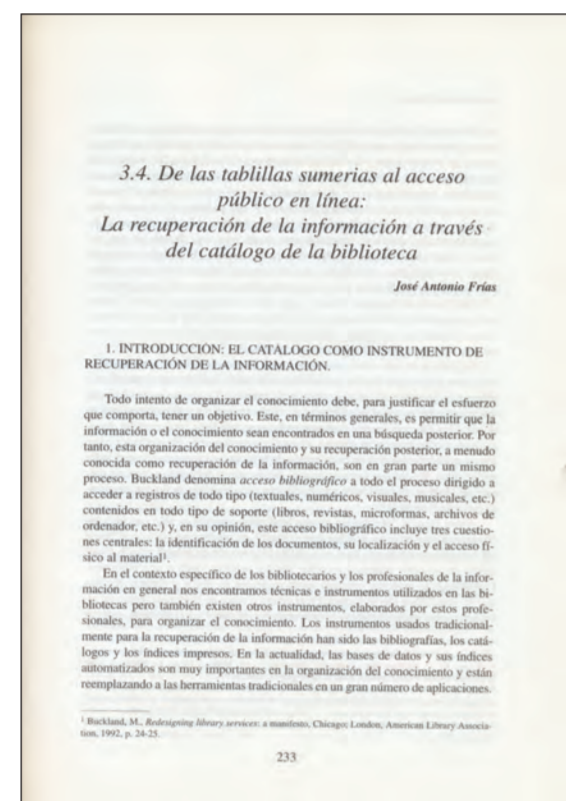 3.4. De las tablillas sumerias al acceso
público en línea:
La recuperación de la información a través
del catálogo de la biblioteca
José Antonio Frías
1. INTRODUCCIÓN: EL CATÁLOGO COMO INSTRUMENTO DE
RECUPERACIÓN DE LA INFORMACIÓN.
Todo intento de organizar el conocimiento debe, para justificar el esfuerzo
que comporta, tener un objetivo. Este, en términos generales, es permitir que la
información o el conocimiento sean encontrados en una búsqueda posterior. Por
tanto, esta organización del conocimiento y su recuperación posterior, a menudo
conocida como recuperación de la información, son en gran parte un mismo
proceso. Buckland denomina acceso bibliográfico a todo el proceso dirigido a
acceder a registros de todo tipo (textuales, numéricos, visuales, musicales, etc.)
contenidos en todo tipo de soporte (libros, revistas, microformas, archivos de
ordenador, etc.) y, en su opinión, este acceso bibliográfico incluye tres cuestio-
nes centrales: la identificación de los documentos, su localización y el acceso fí-
sico al material¹.
En el contexto específico de los bibliotecarios y los profesionales de la infor-
mación en general nos encontramos técnicas e instrumentos utilizados en las bi-
bliotecas pero también existen otros instrumentos, elaborados por estos profe-
sionales, para organizar el conocimiento. Los instrumentos usados tradicional-
mente para la recuperación de la información han sido las bibliografías, los catá-
logos y los índices impresos. En la actualidad, las bases de datos y sus índices
automatizados son muy importantes en la organización del conocimiento y están
reemplazando a las herramientas tradicionales en un gran número de aplicaciones.
¹ Buckland, M., Redesigning library services: a manifesto, Chicago; London, American Library Associa-
tion, 1992, p. 24-25.
233